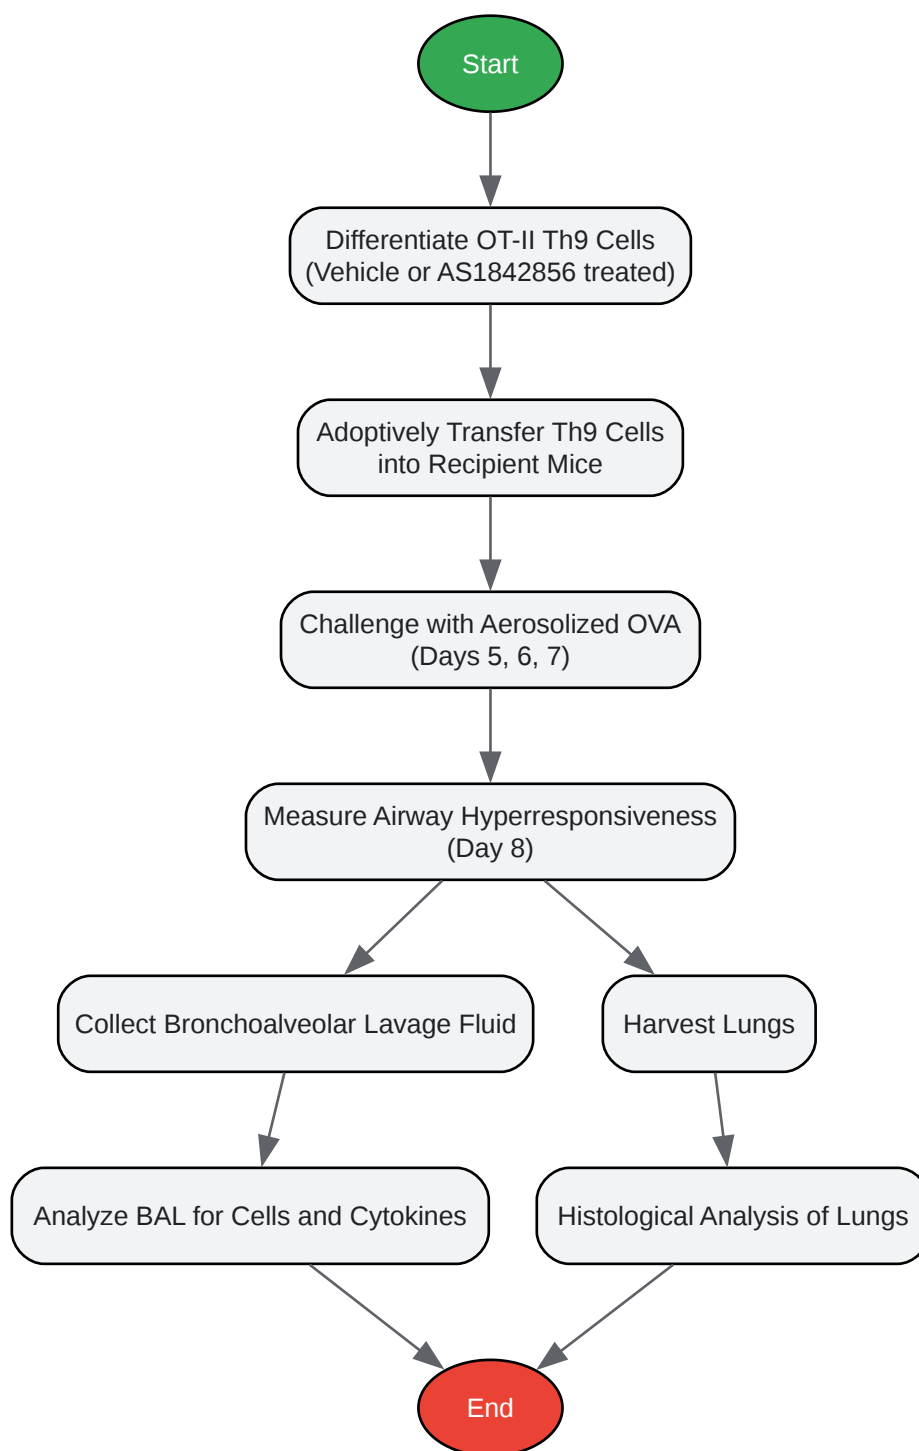 Start
Differentiate OT-II Th9 Cells
(Vehicle or AS1842856 treated)
Adoptively Transfer Th9 Cells
into Recipient Mice
Challenge with Aerosolized OVA
(Days 5, 6, 7)
Measure Airway Hyperresponsiveness
(Day 8)
Collect Bronchoalveolar Lavage Fluid
Harvest Lungs
Analyze BAL for Cells and Cytokines
Histological Analysis of Lungs
End